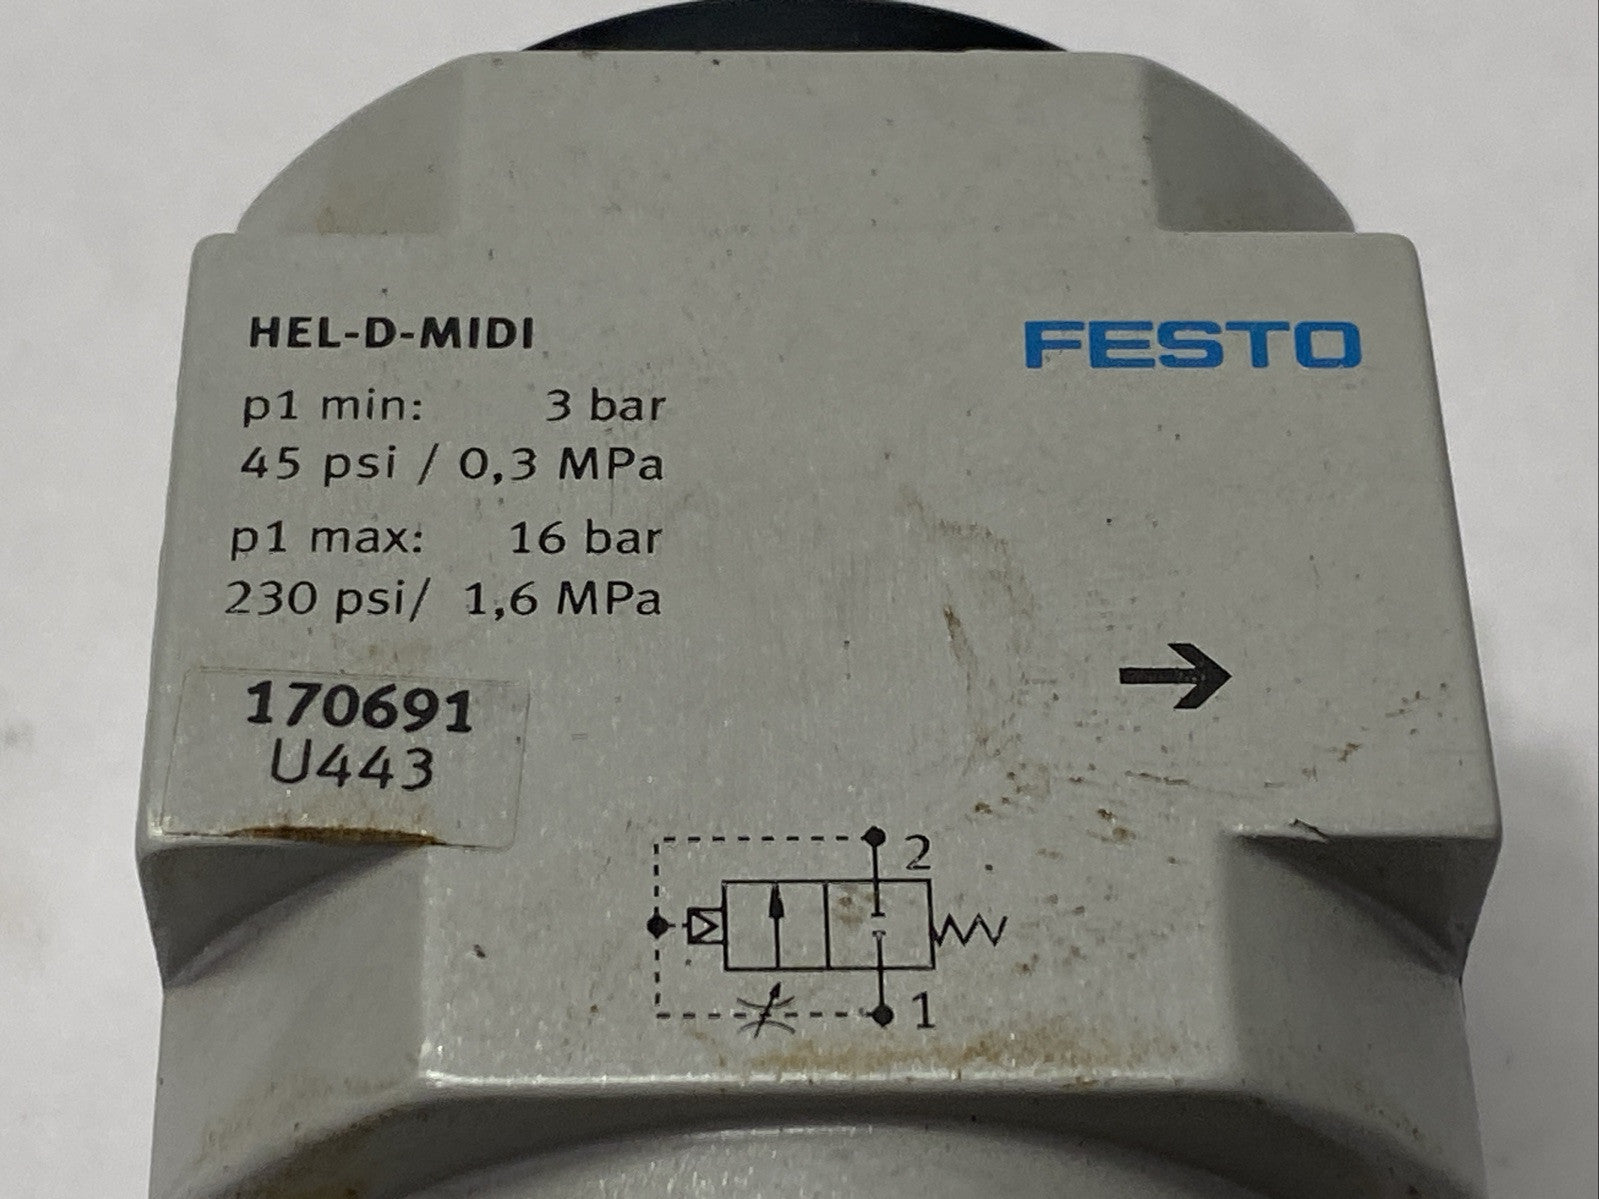 HEL-D-MIDI
FESTO
p1 min: 3 bar
45 psi / 0,3 MPa
p1 max: 16 bar
230 psi/ 1,6 MPa
170691
U443
2
1